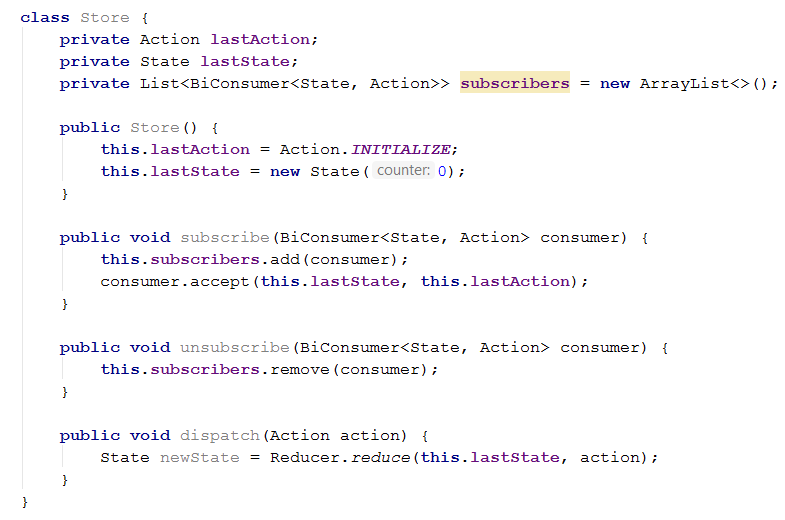 class Store {
    private Action lastAction;
    private State lastState;
    private List<BiConsumer<State, Action>> subscribers = new ArrayList<>();

    public Store() {
        this.lastAction = Action.INITIALIZE;
        this.lastState = new State( counter: 0);
    }

    public void subscribe(BiConsumer<State, Action> consumer) {
        this.subscribers.add(consumer);
        consumer.accept(this.lastState, this.lastAction);
    }

    public void unsubscribe(BiConsumer<State, Action> consumer) {
        this.subscribers.remove(consumer);
    }

    public void dispatch(Action action) {
        State newState = Reducer.reduce(this.lastState, action);
    }
}